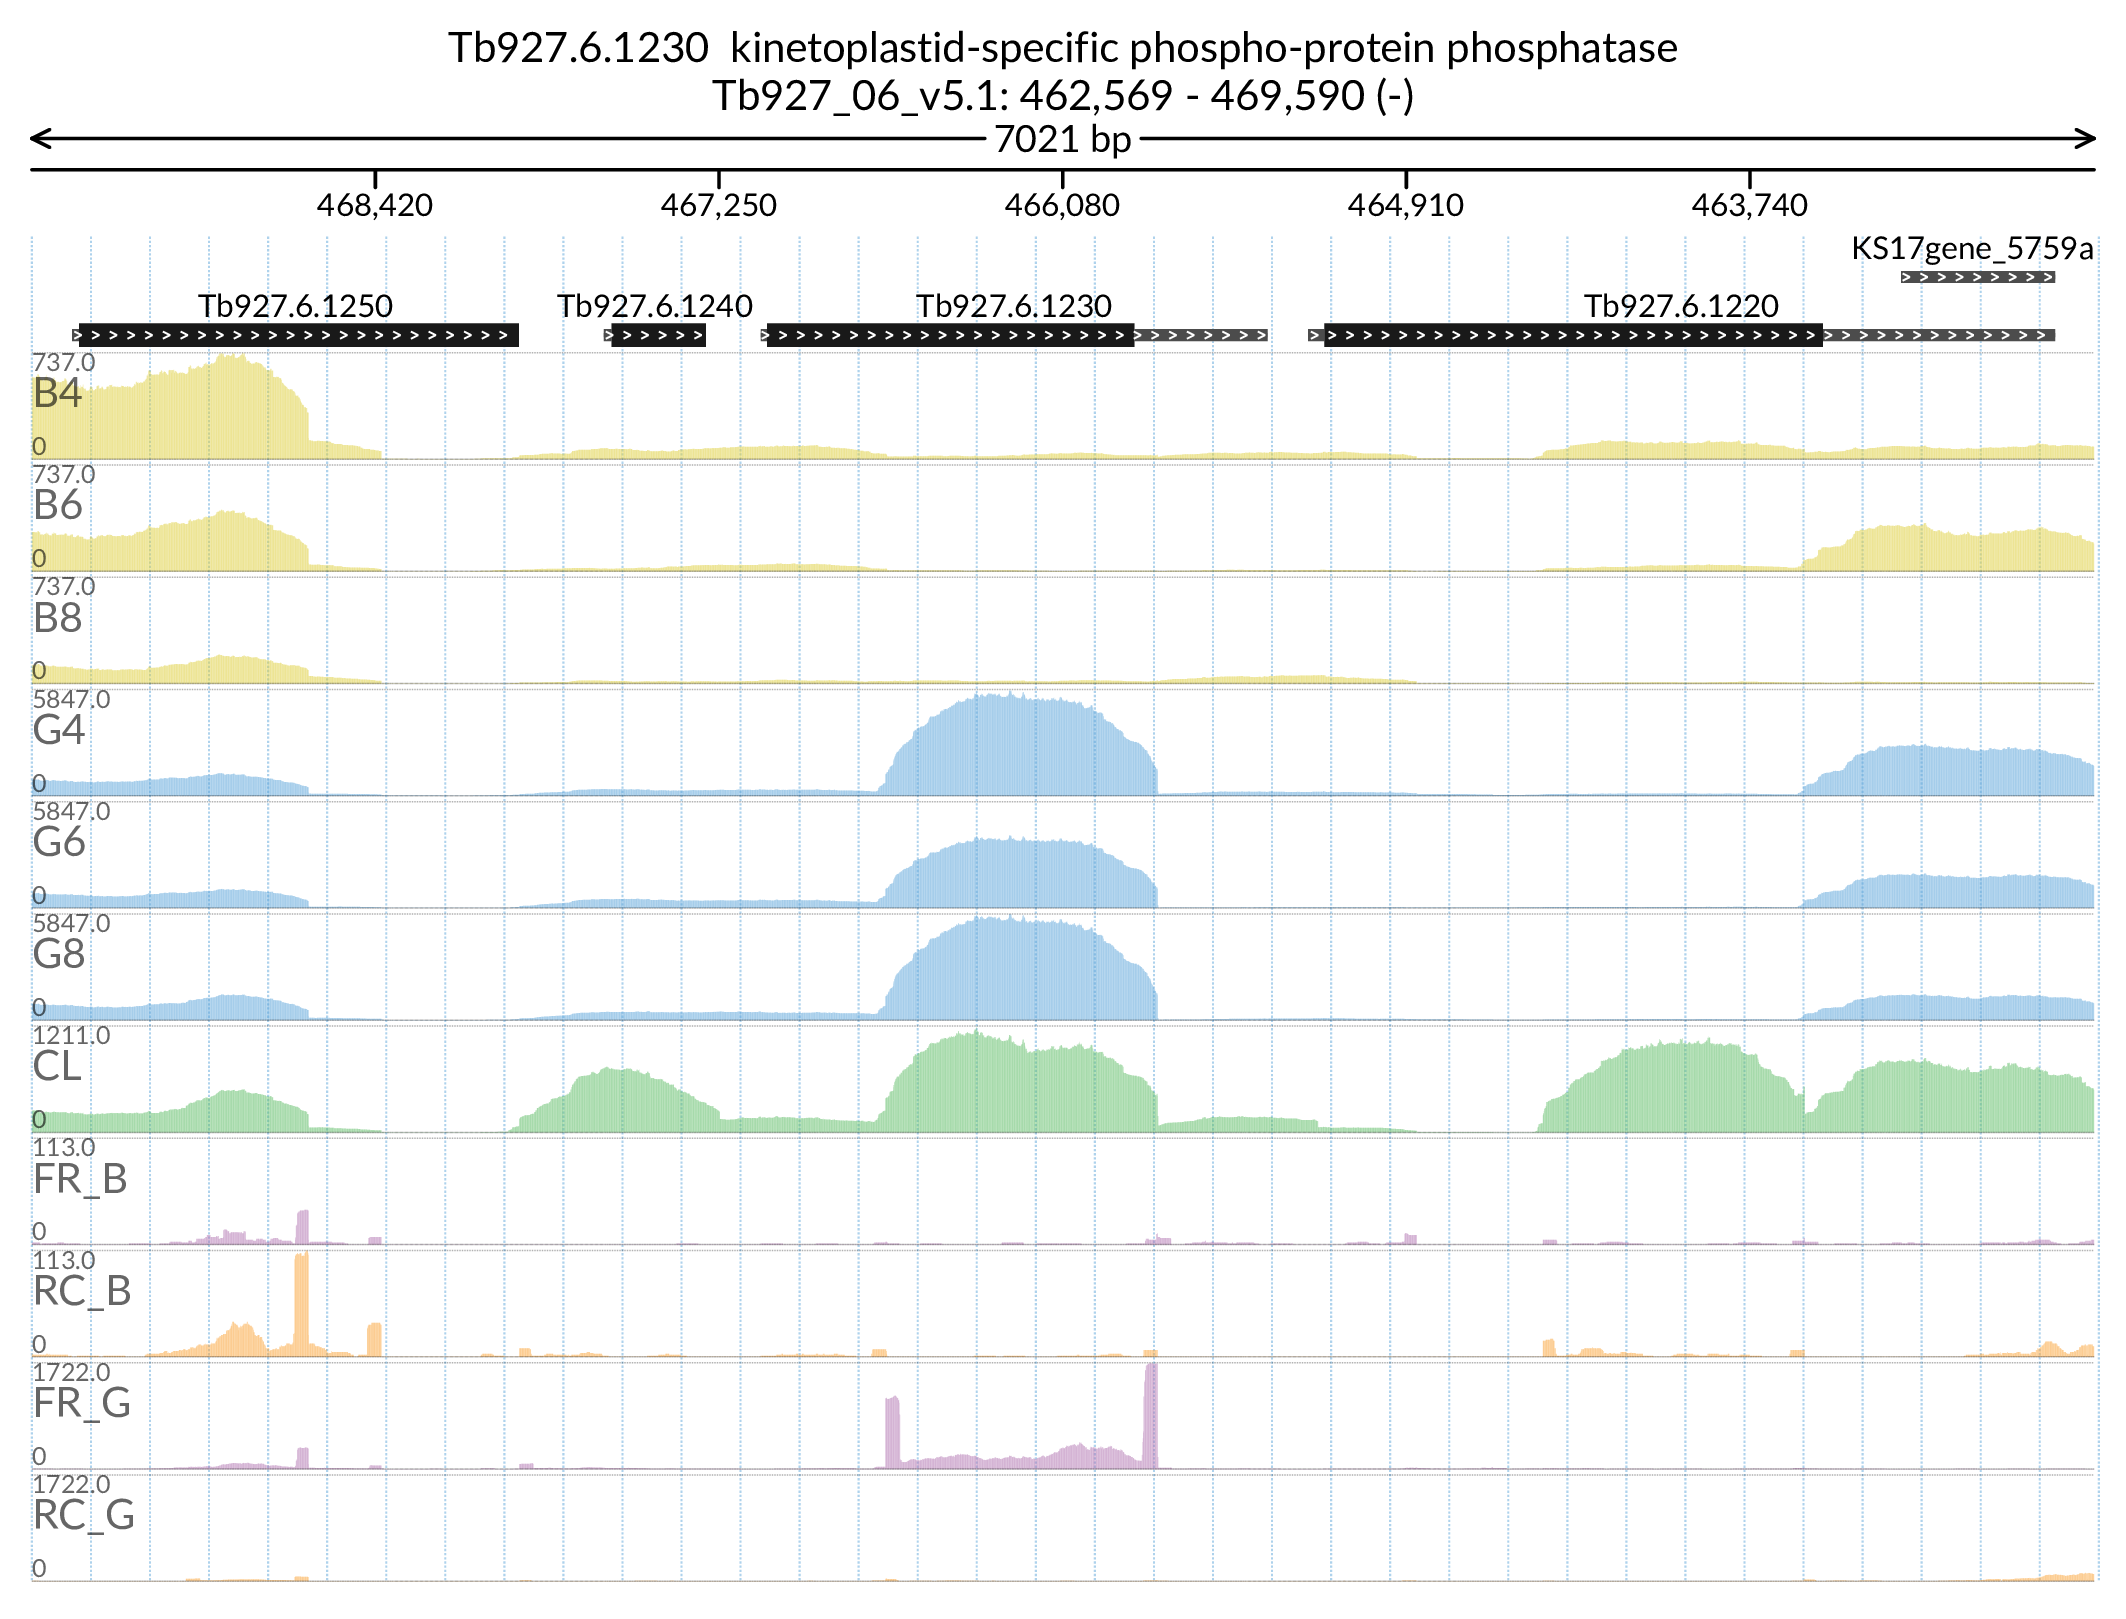 Tb927.6.1230  kinetoplastid-specific phospho-protein phosphatase
Tb927_06_v5.1: 462,569 - 469,590 (-)
7021 bp
468,420 467,250 466,080 464,910 463,740
KS17gene_5759a
Tb927.6.1250 Tb927.6.1240 Tb927.6.1230 Tb927.6.1220
737.0
B4
0
737.0
B6
0
737.0
B8
0
5847.0
G4
0
5847.0
G6
0
5847.0
G8
0
1211.0
CL
0
113.0
FR_B
0
113.0
RC_B
0
1722.0
FR_G
0
1722.0
RC_G
0